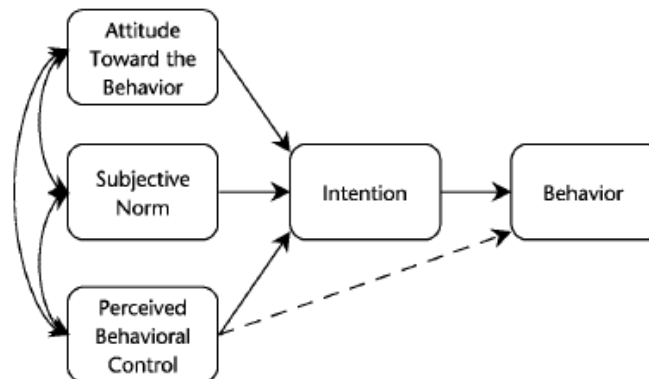 Attitude
Toward the
Behavior
Subjective
Norm
Intention
Behavior
Perceived
Behavioral
Control